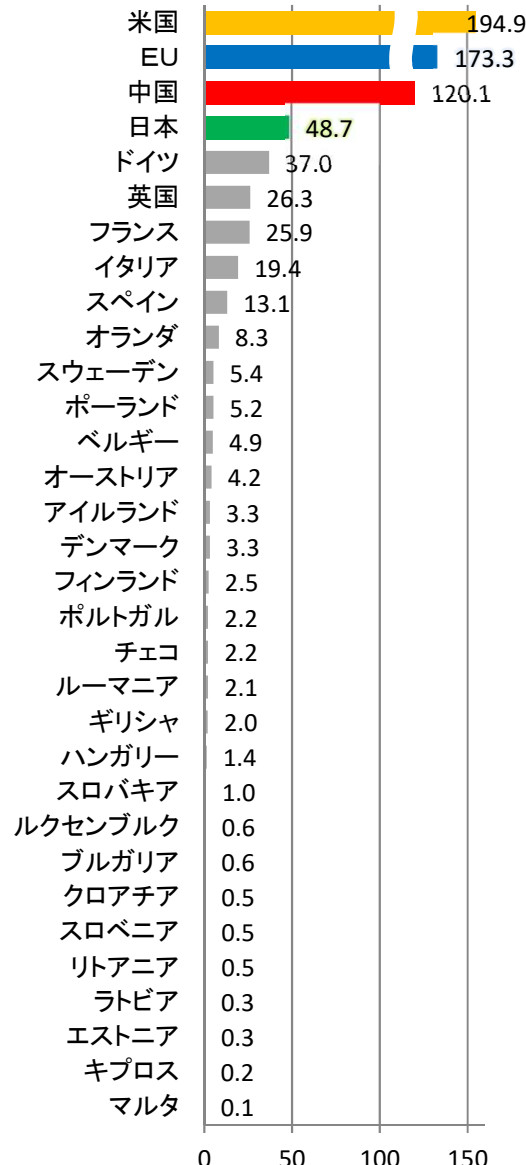 米国 194.9
EU 173.3
中国 120.1
日本 48.7
ドイツ 37.0
英国 26.3
フランス 25.9
イタリア 19.4
スペイン 13.1
オランダ 8.3
スウェーデン 5.4
ポーランド 5.2
ベルギー 4.9
オーストリア 4.2
アイルランド 3.3
デンマーク 3.3
フィンランド 2.5
ポルトガル 2.2
チェコ 2.2
ルーマニア 2.1
ギリシャ 2.0
ハンガリー 1.4
スロバキア 1.0
ルクセンブルク 0.6
ブルガリア 0.6
クロアチア 0.5
スロベニア 0.5
リトアニア 0.5
ラトビア 0.3
エストニア 0.3
キプロス 0.2
マルタ 0.1
0 50 100 150